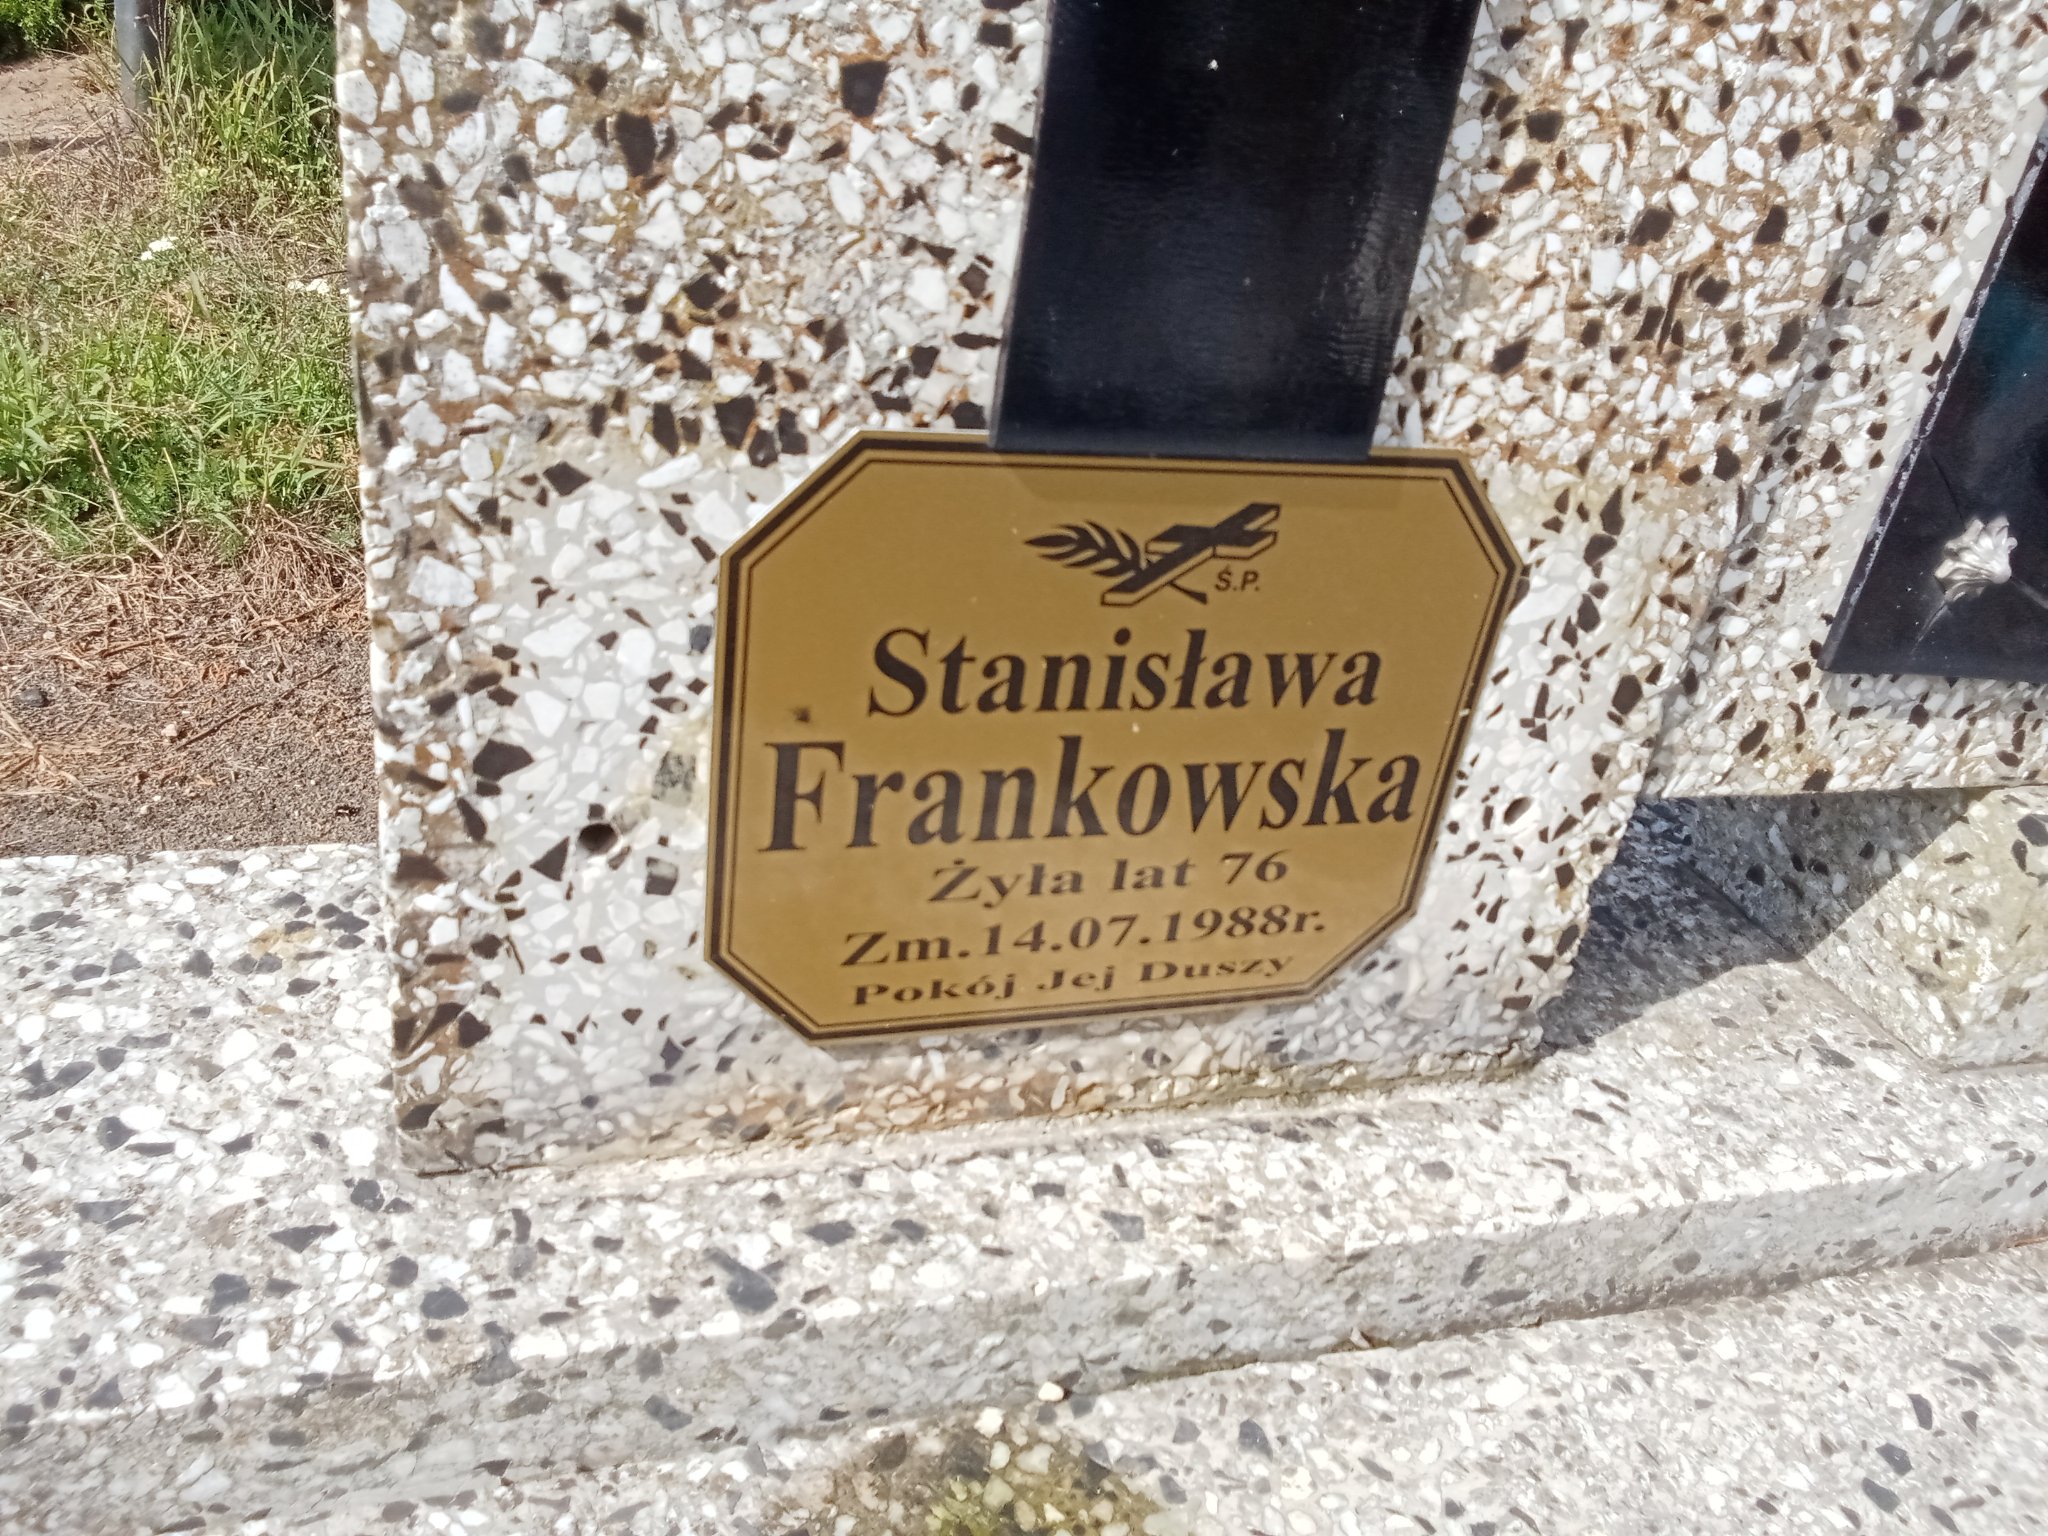 Ś.P.
Stanisława
Frankowska
Żyła lat 76
Zm.14.07.1988r.
Pokój Jej Duszy